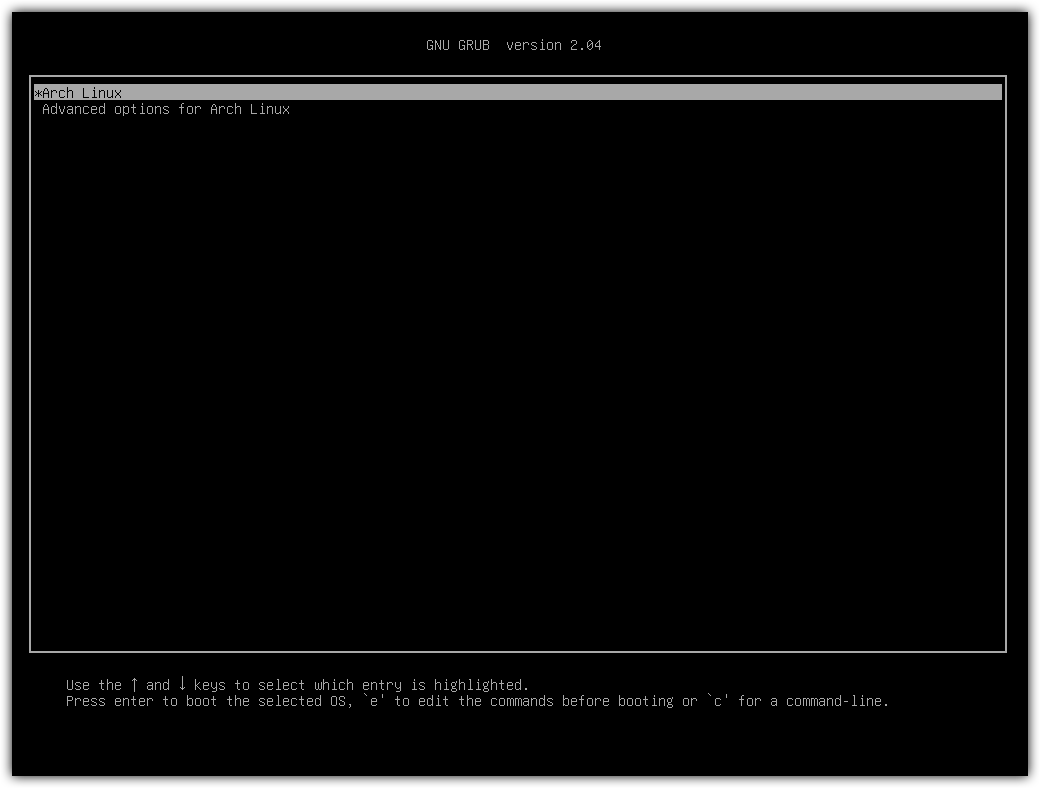 GNU GRUB  version 2.04
*Arch Linux
Advanced options for Arch Linux
Use the ↑ and ↓ keys to select which entry is highlighted.
Press enter to boot the selected OS, `e' to edit the commands before booting or `c' for a command-line.